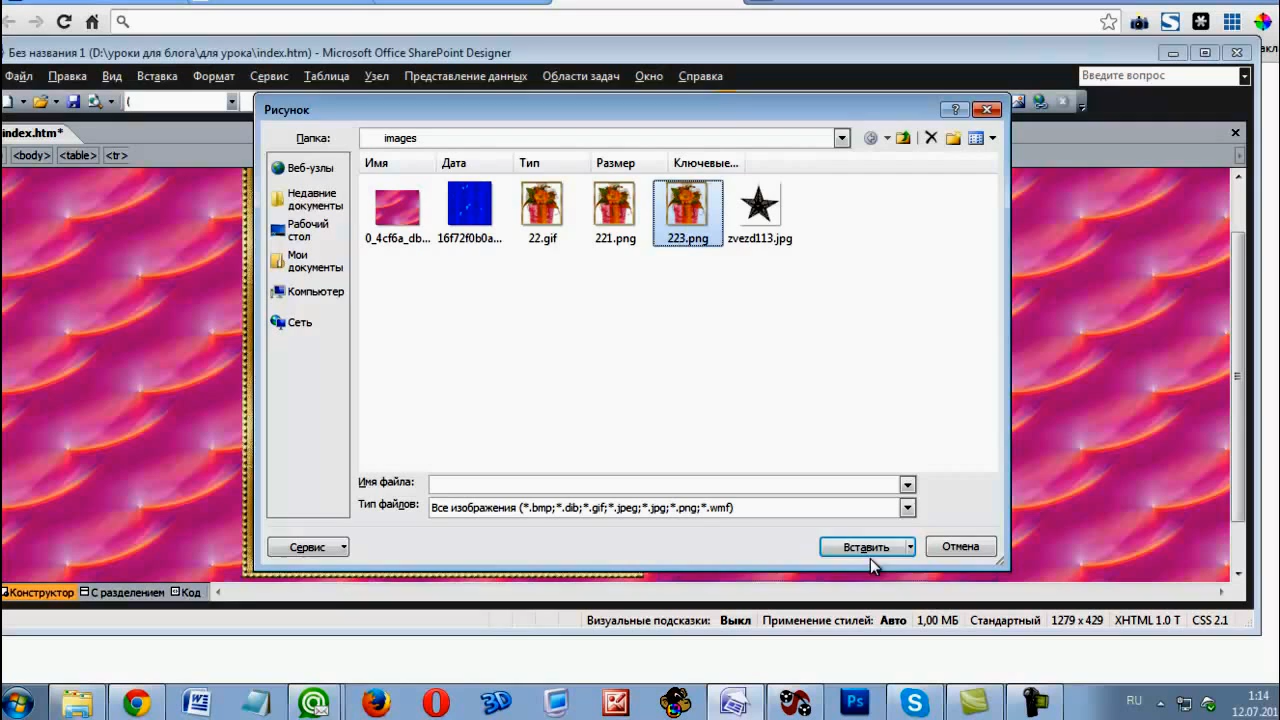 Без названия 1 (D:\уроки для блога\для урока\index.htm) - Microsoft Office SharePoint Designer
Файл Правка Вид Вставка Формат Сервис Таблица Узел Представление данных Области задач Окно Справка
Введите вопрос
(
index.htm*
<body> <table> <tr>
Рисунок
Папка: images
Имя Дата Тип Размер Ключевые...
Веб-узлы
Недавние документы
Рабочий стол
Мои документы
Компьютер
Сеть
0_4cf6a_db... 16f72f0b0a... 22.gif 221.png 223.png zvezd113.jpg
Имя файла:
Тип файлов: Все изображения (*.bmp;*.dib;*.gif;*.jpeg;*.jpg;*.png;*.wmf)
Сервис Вставить Отмена
Конструктор С разделением Код
Визуальные подсказки: Выкл Применение стилей: Авто 1,00 МБ Стандартный 1279 x 429 XHTML 1.0 T CSS 2.1
RU
1:14
12.07.201